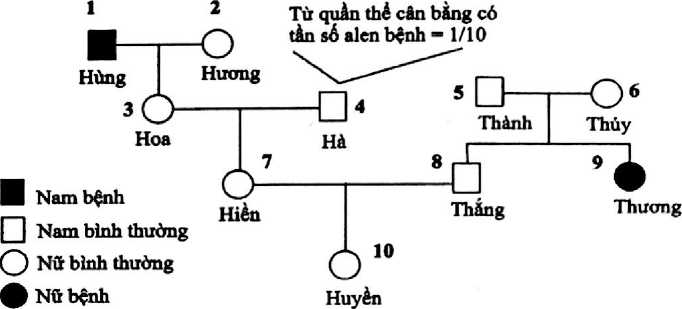 1
2
Từ quần thể cân bằng có
tần số alen bệnh = 1/10
Hùng
Hương
3
4
5
6
Hoa
Hà
Thành
Thủy
7
8
9
Hiền
Thắng
Thương
Nam bệnh
Nam bình thường
Nữ bình thường
Nữ bệnh
10
Huyền